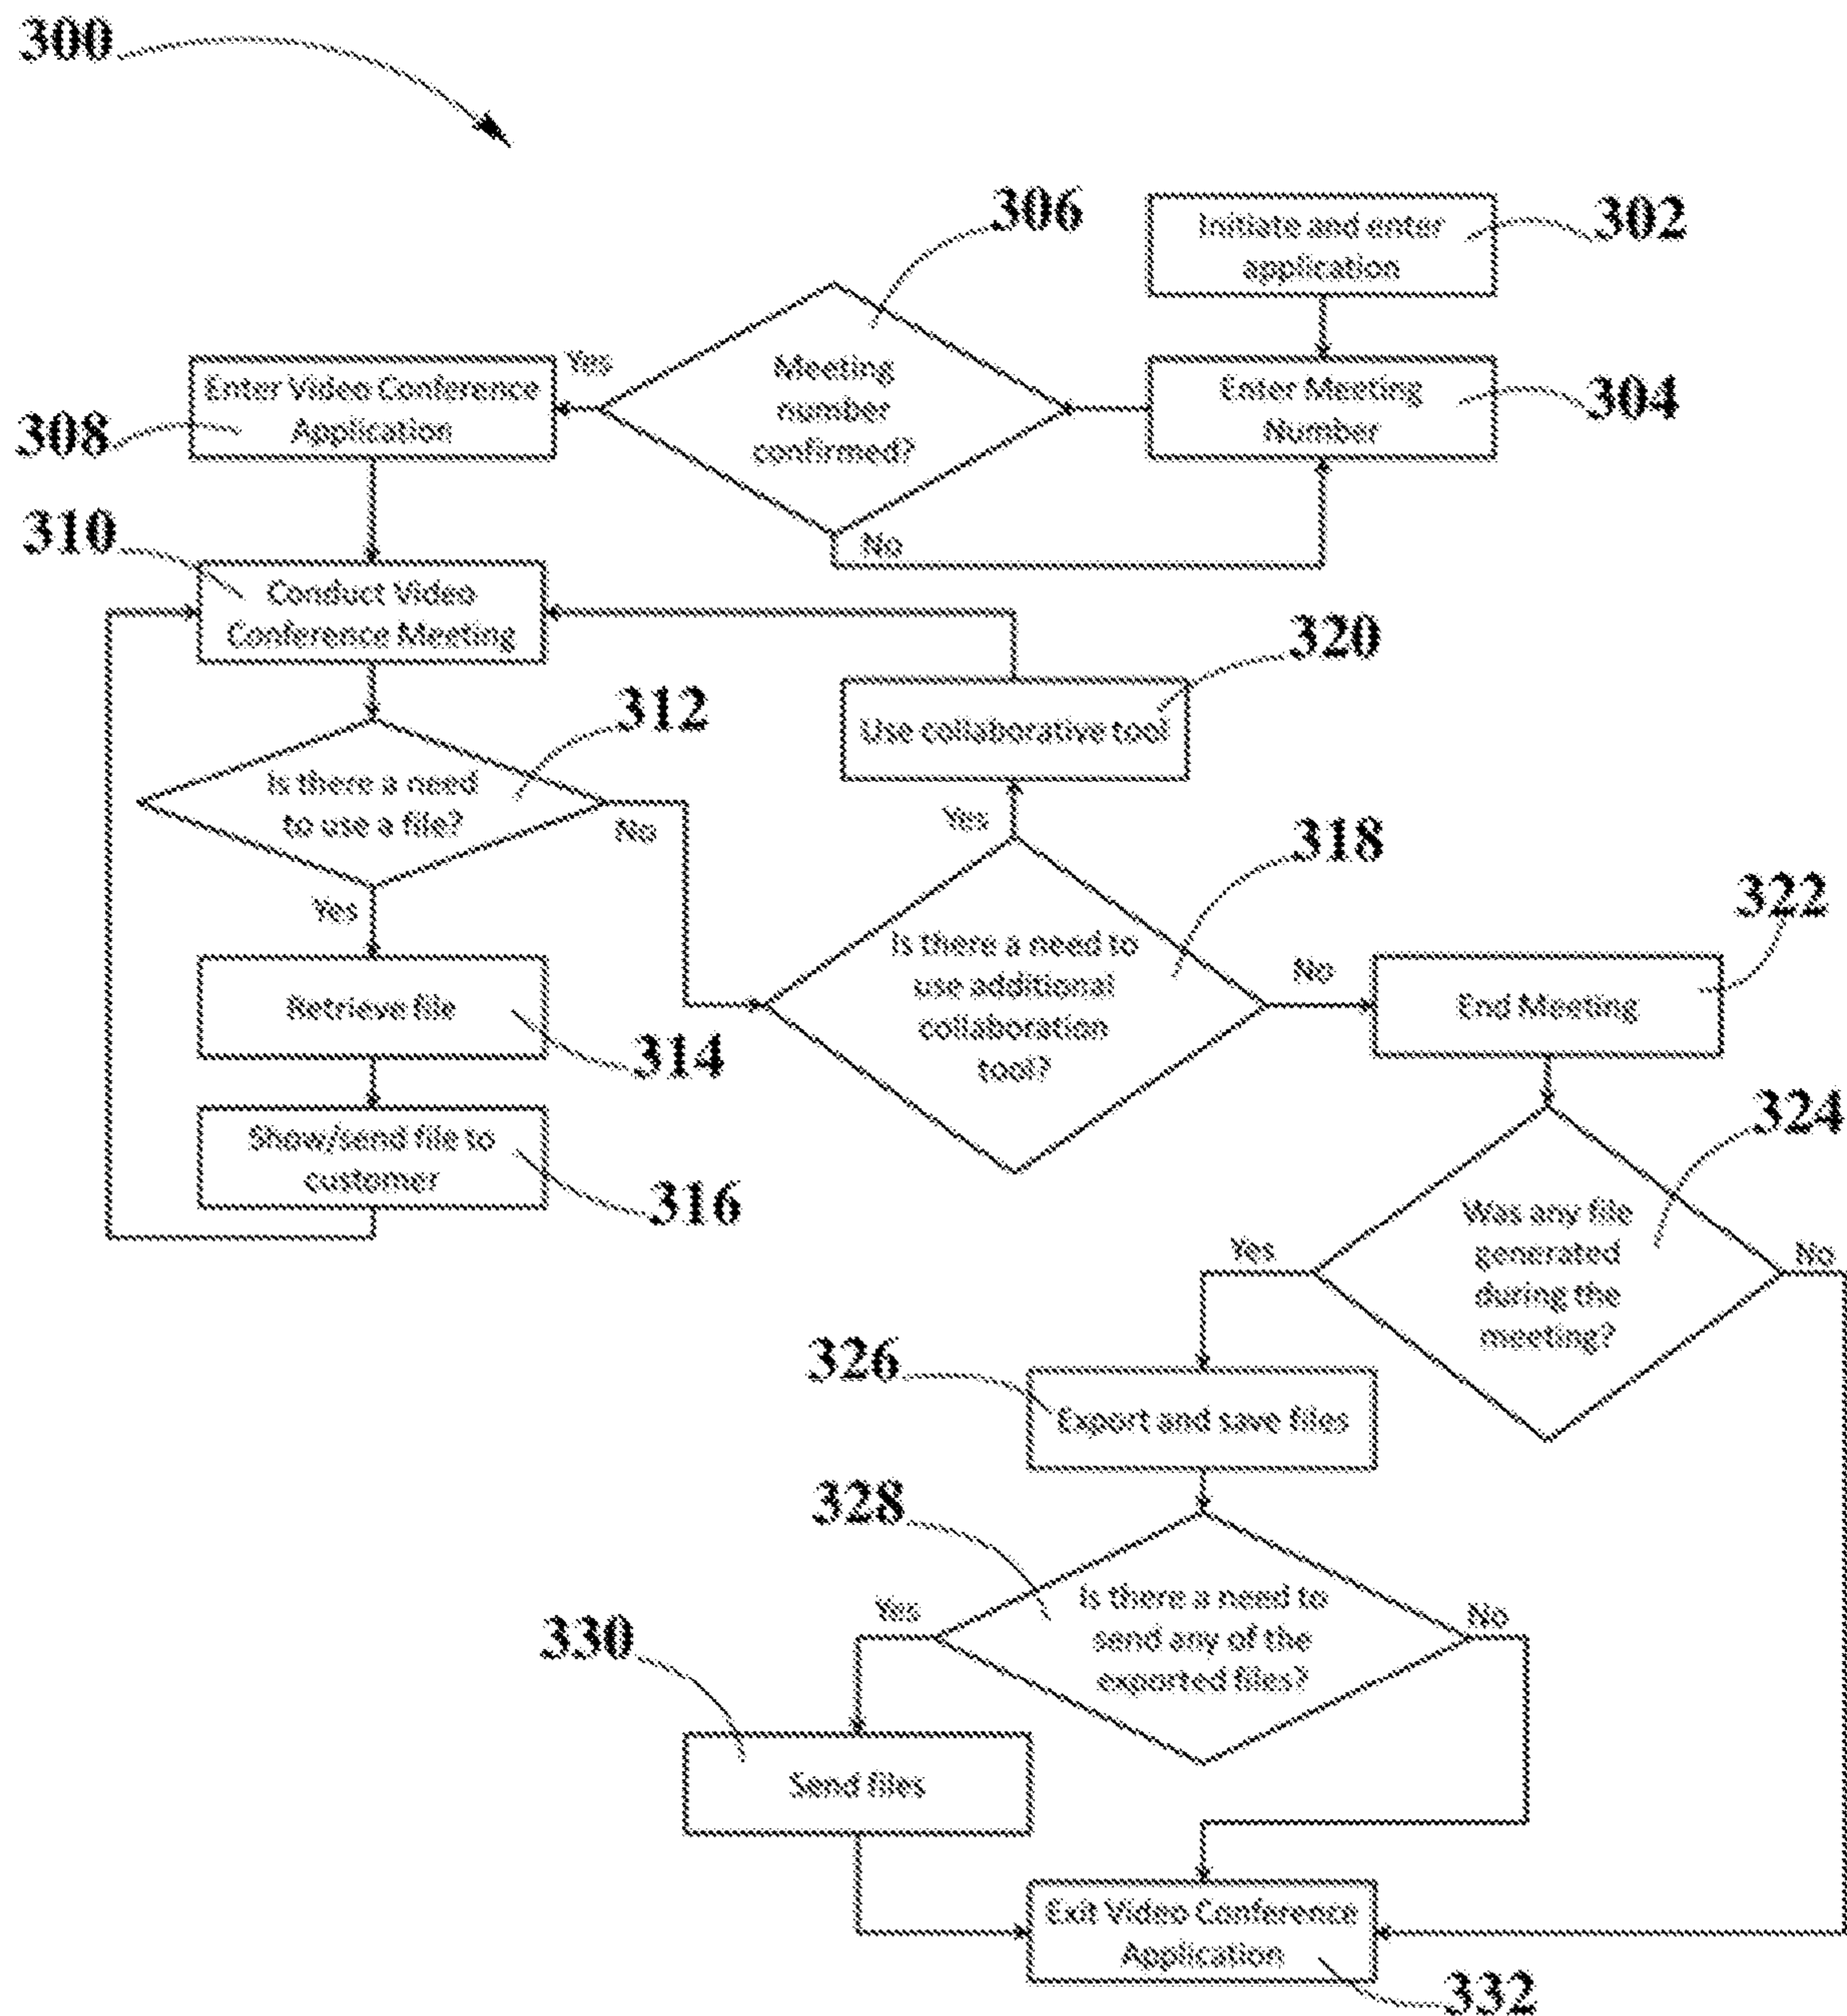 300
306
302
Initiate and enter
application
Meeting
number
confirmed?
Yes
Enter Meeting
Number
304
Enter Video Conference
Application
308
No
310
Conduct Video
Conference Meeting
320
Use collaborative tool
312
Is there a need
to use a file?
No
Yes
Yes
318
Is there a need to
use additional
collaboration
tool?
No
322
End Meeting
Retrieve file
314
Show/send file to
customer
316
324
Was any file
generated
during the
meeting?
Yes
No
326
Export and save files
328
Is there a need to
send any of the
exported files?
Yes
No
330
Send files
Exit Video Conference
Application
332